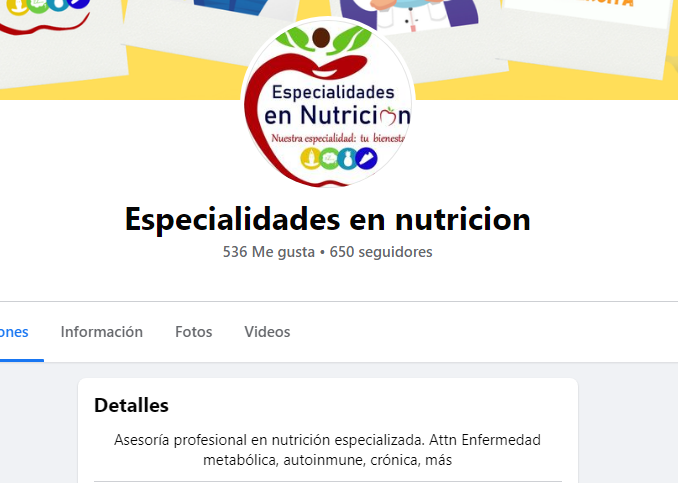 Especialidades
en Nutrición
Nuestra especialidad: tu bienesta
Especialidades en nutricion
536 Me gusta • 650 seguidores
ones
Información
Fotos
Videos
Detalles
Asesoría profesional en nutrición especializada. Attn Enfermedad
metabólica, autoinmune, crónica, más